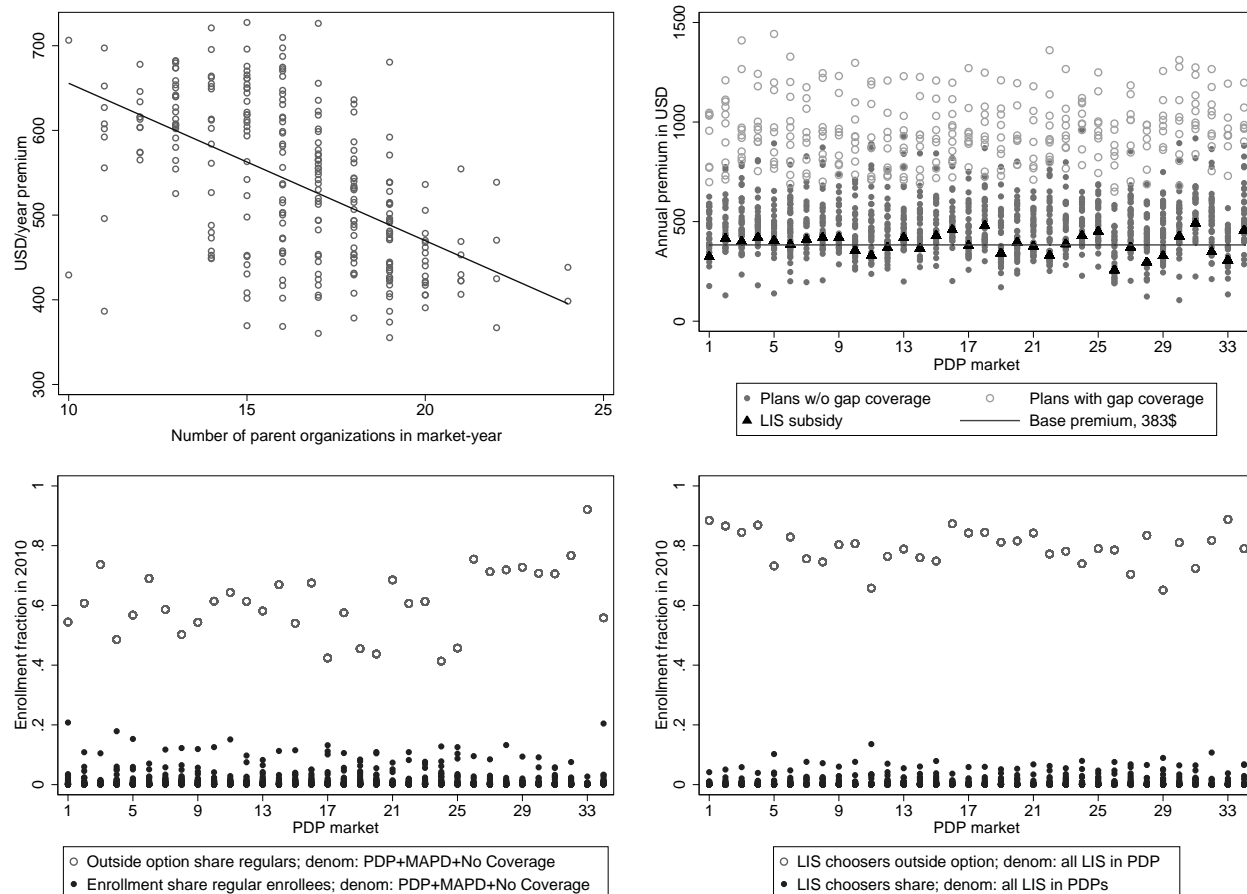 USD/year premium
700
600
500
400
300
10 15 20 25
Number of parent organizations in market-year
Annual premium in USD
1500
1000
500
0
1 5 9 13 17 21 25 29 33
PDP market
Plans w/o gap coverage Plans with gap coverage
LIS subsidy Base premium, 383$
Enrollment fraction in 2010
1
.8
.6
.4
.2
0
1 5 9 13 17 21 25 29 33
PDP market
Outside option share regulars; denom: PDP+MAPD+No Coverage
Enrollment share regular enrollees; denom: PDP+MAPD+No Coverage
Enrollment fraction in 2010
1
.8
.6
.4
.2
0
1 5 9 13 17 21 25 29 33
PDP market
LIS choosers outside option; denom: all LIS in PDP
LIS choosers share; denom: all LIS in PDPs